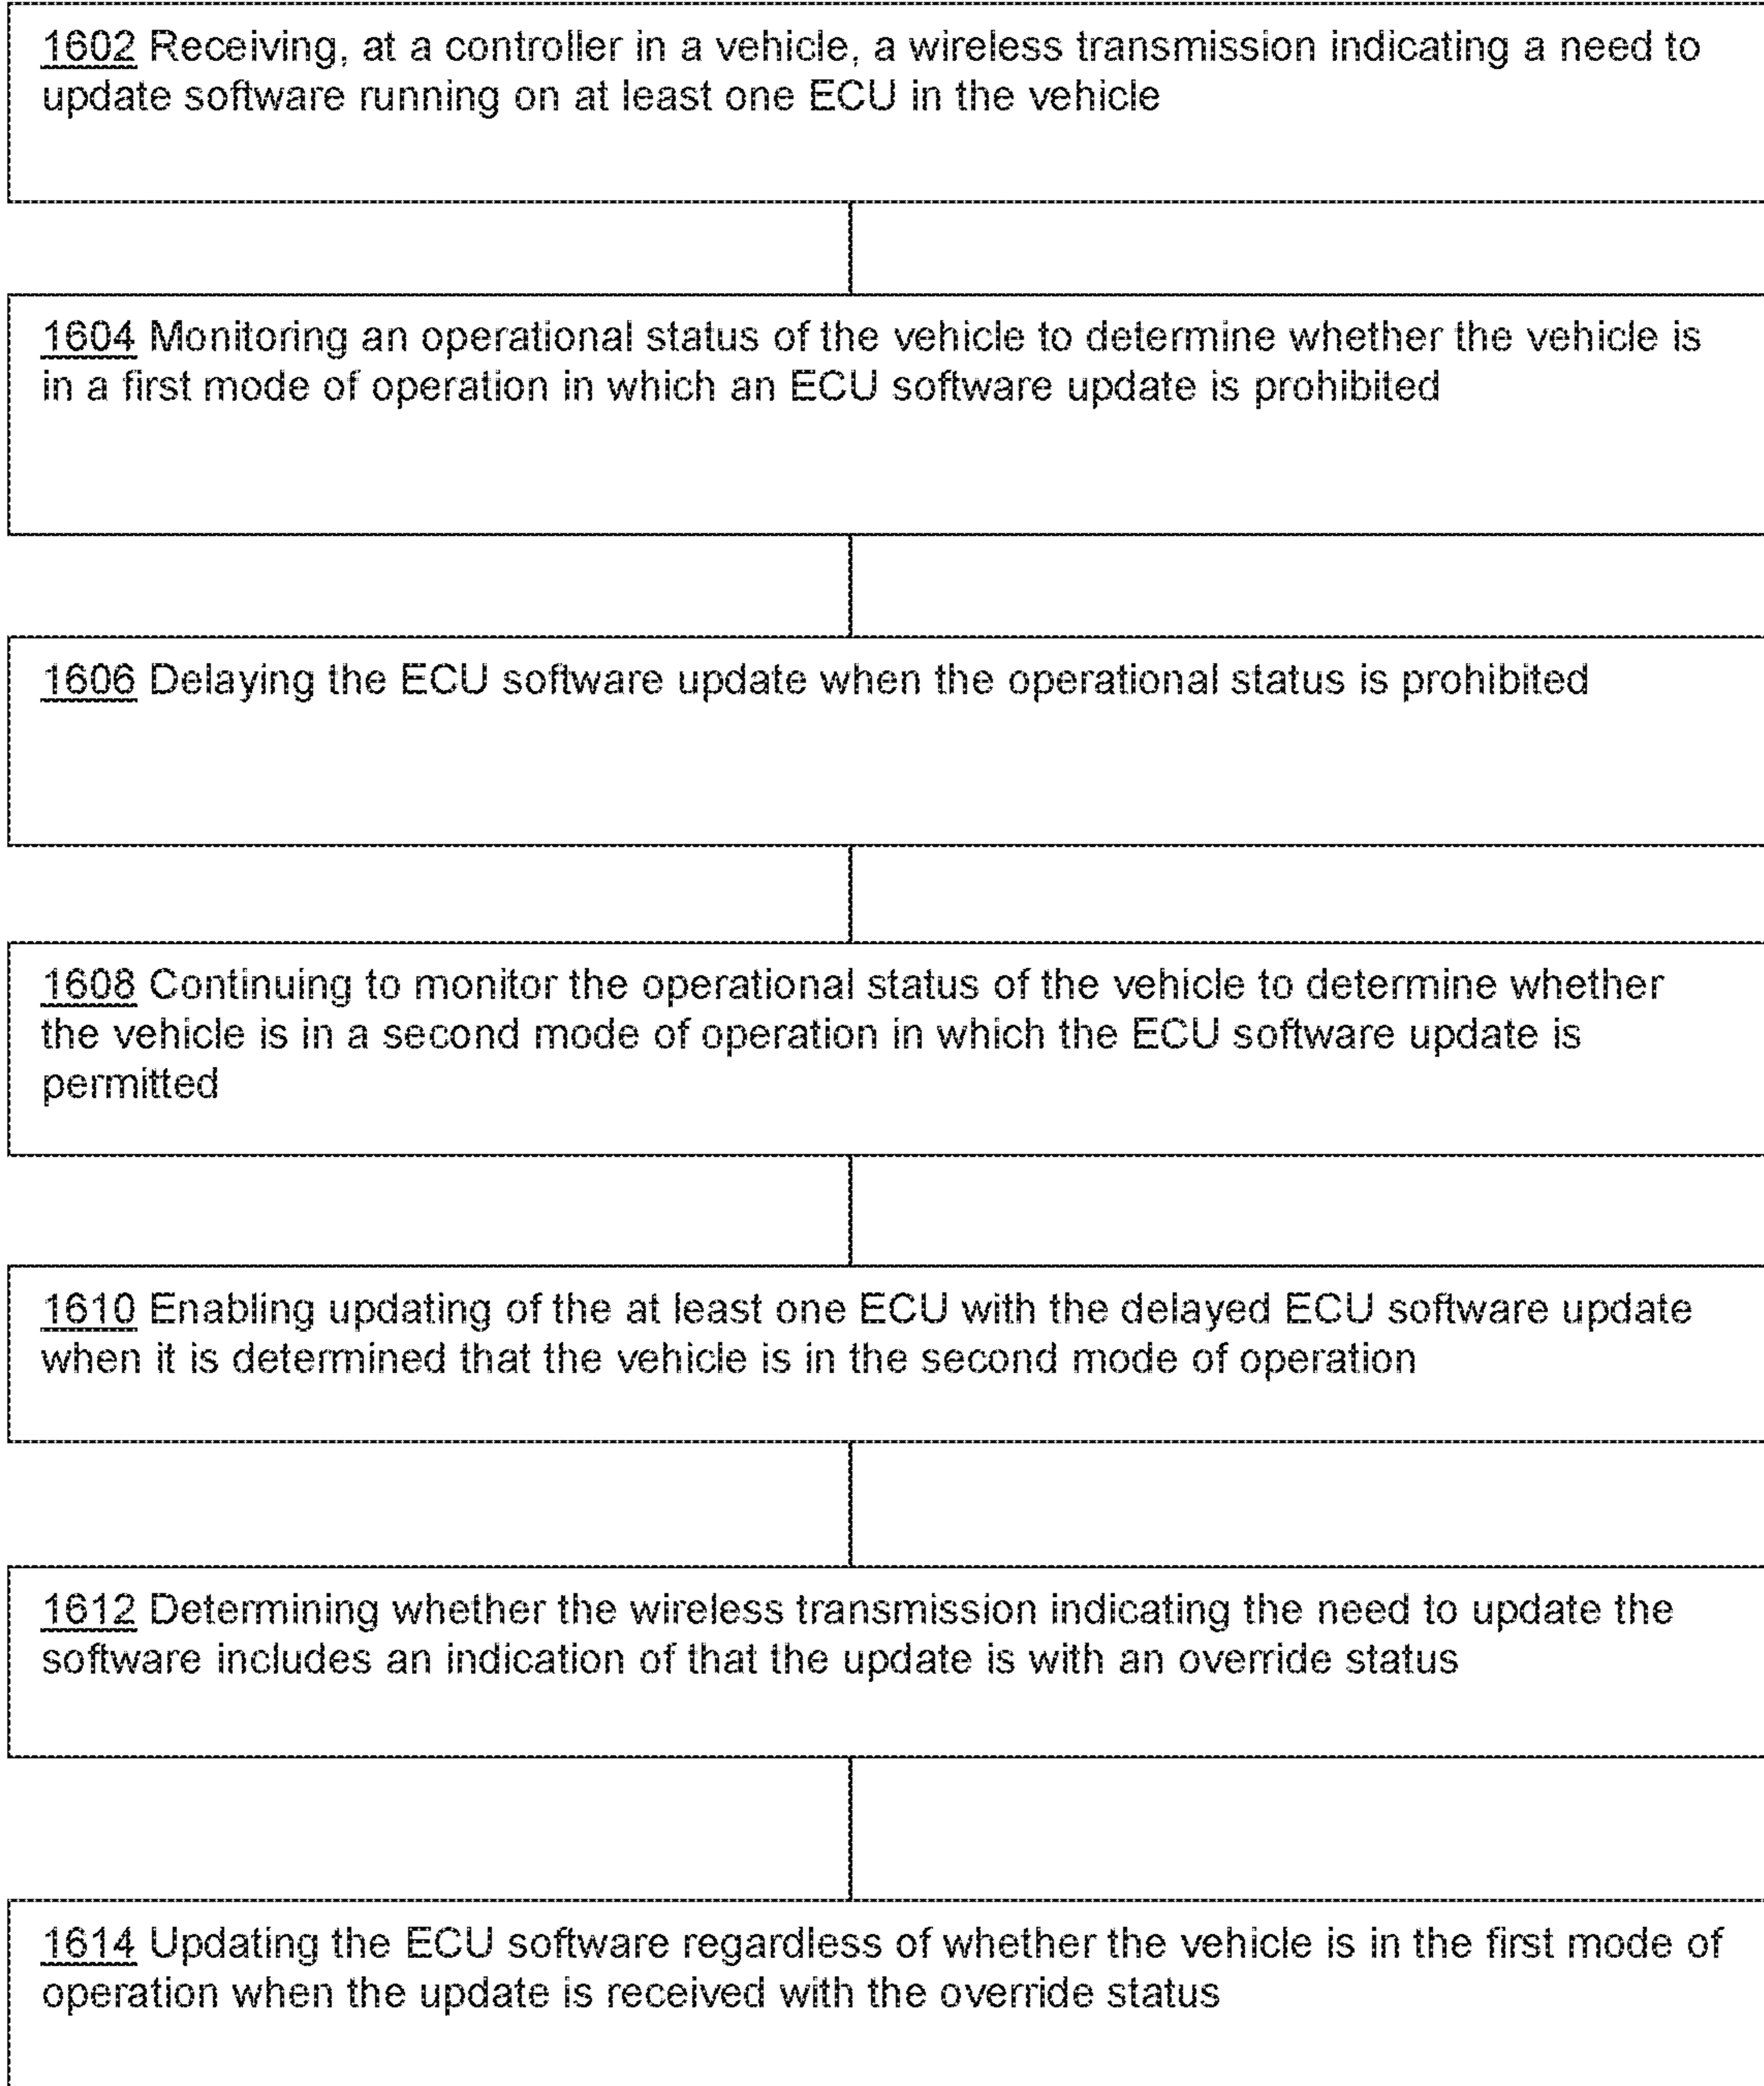 1602 Receiving, at a controller in a vehicle, a wireless transmission indicating a need to
update software running on at least one ECU in the vehicle
1604 Monitoring an operational status of the vehicle to determine whether the vehicle is
in a first mode of operation in which an ECU software update is prohibited
1606 Delaying the ECU software update when the operational status is prohibited
1608 Continuing to monitor the operational status of the vehicle to determine whether
the vehicle is in a second mode of operation in which the ECU software update is
permitted
1610 Enabling updating of the at least one ECU with the delayed ECU software update
when it is determined that the vehicle is in the second mode of operation
1612 Determining whether the wireless transmission indicating the need to update the
software includes an indication of that the update is with an override status
1614 Updating the ECU software regardless of whether the vehicle is in the first mode of
operation when the update is received with the override status